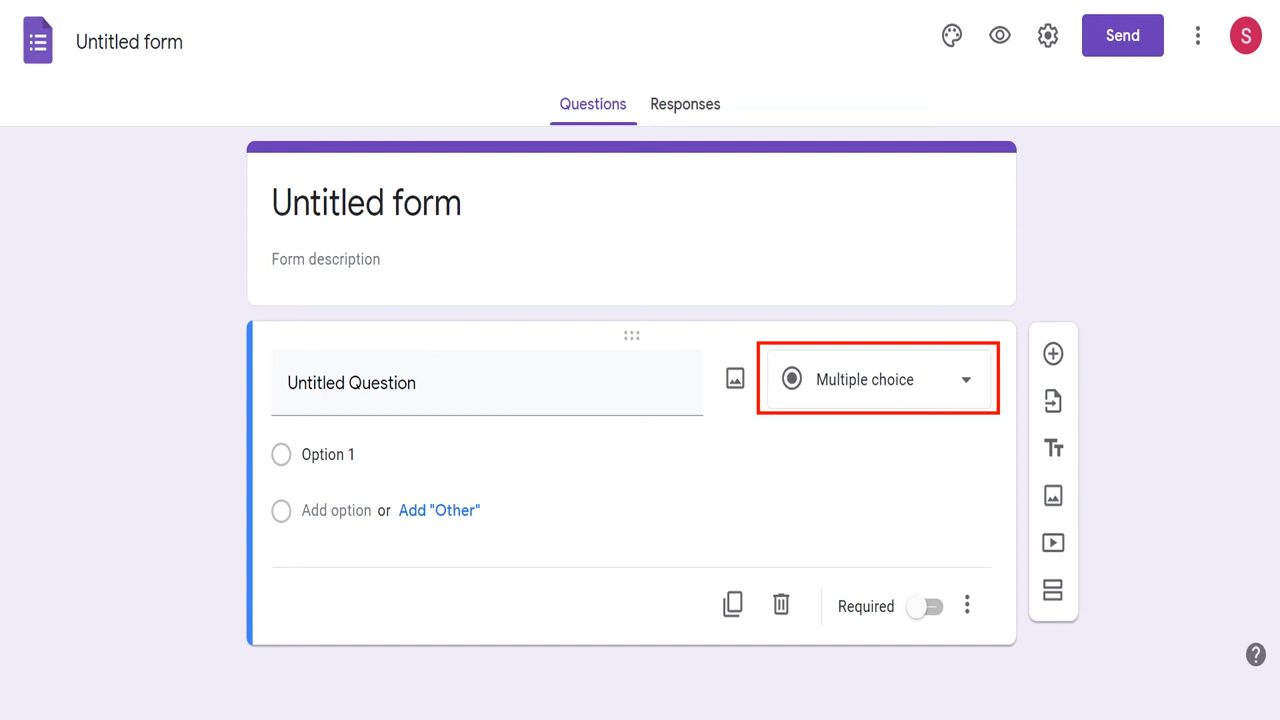 Untitled form
Send
S
Questions Responses
Untitled form
Form description
Untitled Question
Multiple choice
Option 1
Add option or Add "Other"
Required